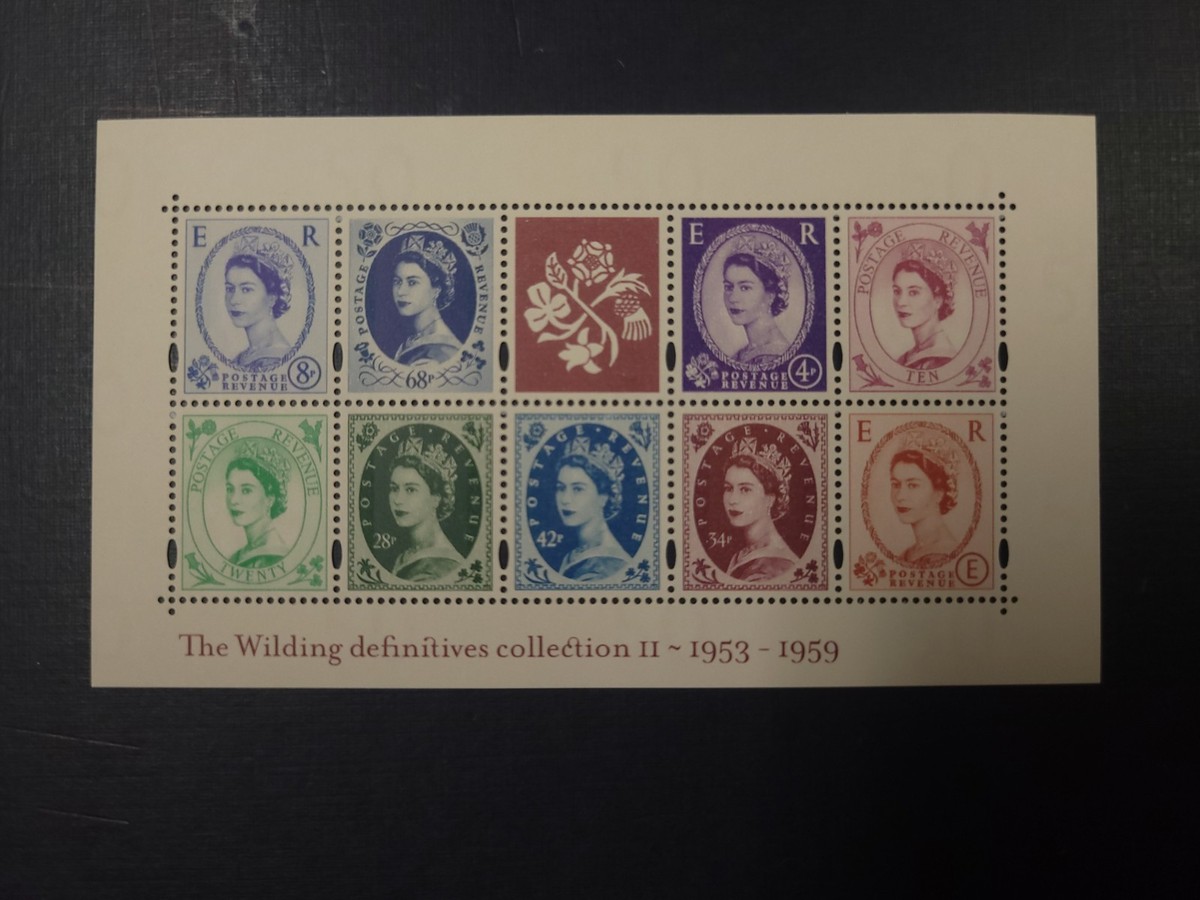 E R
POSTAGE
REVENUE
8P
POSTAGE REVENUE
68P
E R
POSTAGE
REVENUE
4P
POSTAGE REVENUE
TEN
POSTAGE REVENUE
TWENTY
POSTAGE · REVENUE
28P
POSTAGE · REVENUE
42P
POSTAGE · REVENUE
34P
E R
POSTAGE
REVENUE
E
The Wilding definitives collection II ~ 1953 - 1959